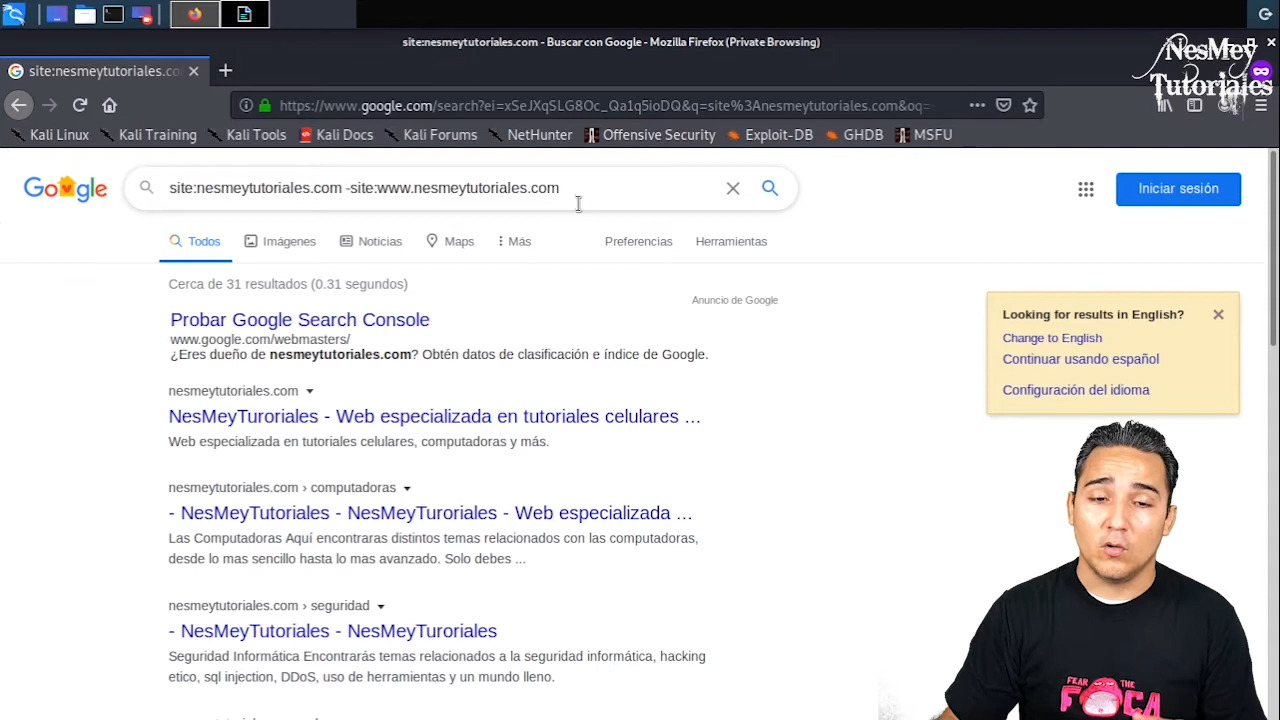 site:nesmeytutoriales.com - Buscar con Google - Mozilla Firefox (Private Browsing)
NesMey
Tutoriales
site:nesmeytutoriales.co
https://www.google.com/search?ei=xSeJXqSLG8Oc_Qa1q5ioDQ&q=site%3Anesmeytutoriales.com&oq=
Kali Linux Kali Training Kali Tools Kali Docs Kali Forums NetHunter Offensive Security Exploit-DB GHDB MSFU
Google
site:nesmeytutoriales.com -site:www.nesmeytutoriales.com
Iniciar sesión
Todos Imágenes Noticias Maps Más Preferencias Herramientas
Cerca de 31 resultados (0.31 segundos)
Anuncio de Google
Probar Google Search Console
www.google.com/webmasters/
¿Eres dueño de nesmeytutoriales.com? Obtén datos de clasificación e índice de Google.
Looking for results in English?
Change to English
Continuar usando español
Configuración del idioma
nesmeytutoriales.com
NesMeyTuroriales - Web especializada en tutoriales celulares ...
Web especializada en tutoriales celulares, computadoras y más.
nesmeytutoriales.com › computadoras
- NesMeyTutoriales - NesMeyTuroriales - Web especializada ...
Las Computadoras Aquí encontraras distintos temas relacionados con las computadoras,
desde lo mas sencillo hasta lo mas avanzado. Solo debes ...
nesmeytutoriales.com › seguridad
- NesMeyTutoriales - NesMeyTuroriales
Seguridad Informática Encontrarás temas relacionados a la seguridad informática, hacking
etico, sql injection, DDoS, uso de herramientas y un mundo lleno.
FEAR THE
FOCA